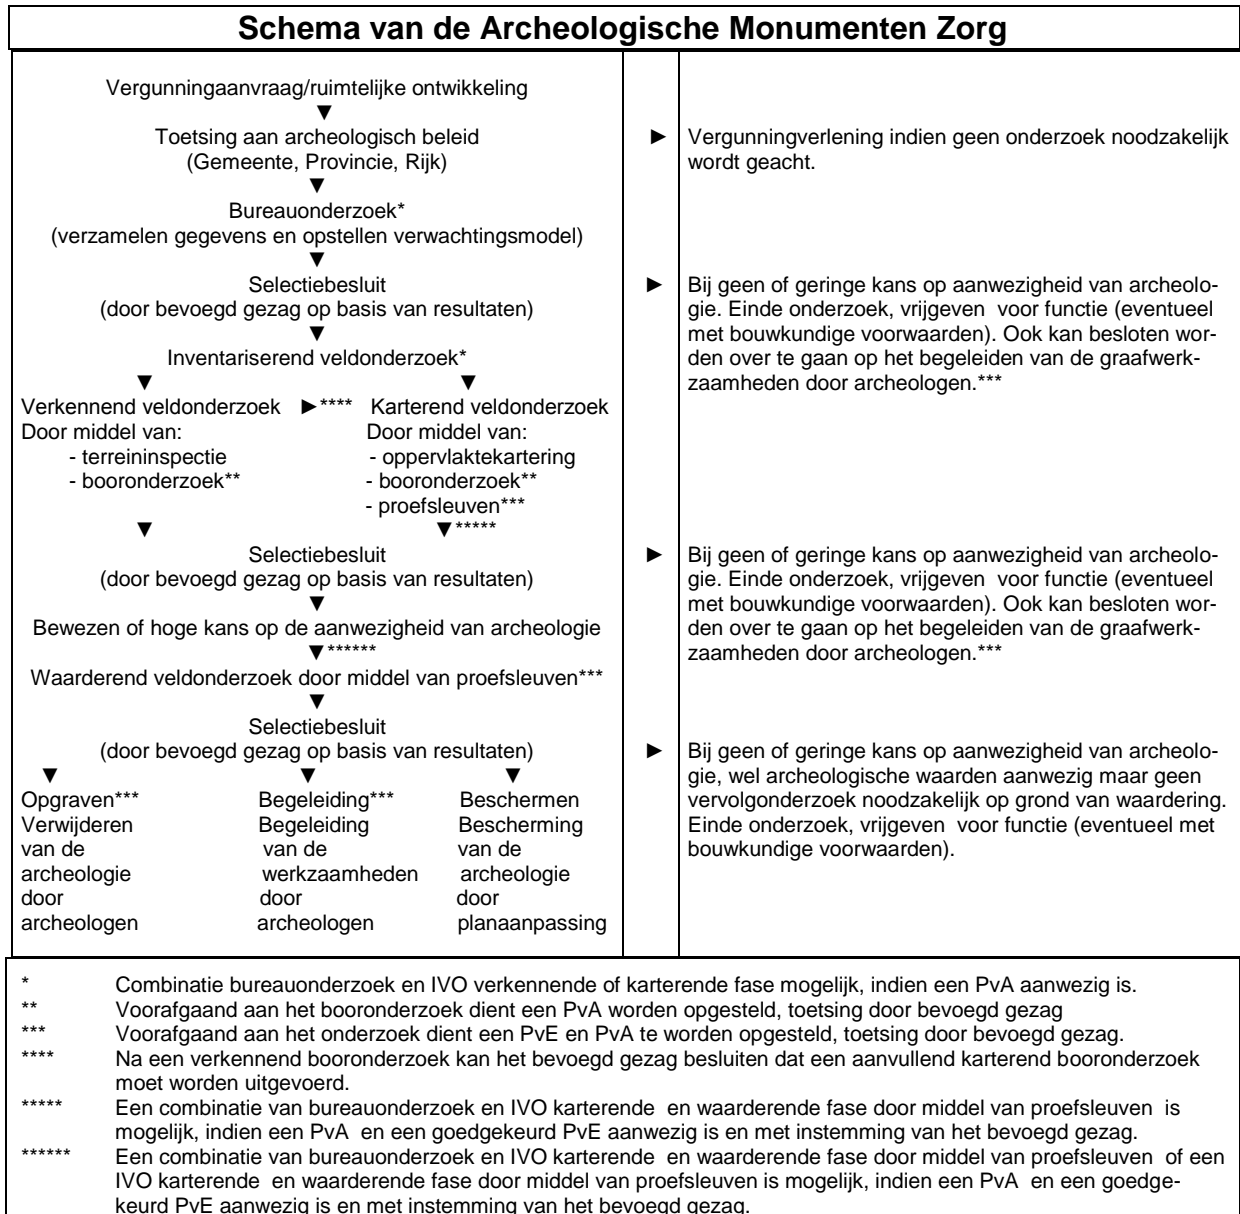 Schema van de Archeologische Monumenten Zorg
Vergunningaanvraag/ruimtelijke ontwikkeling
▼
Toetsing aan archeologisch beleid
(Gemeente, Provincie, Rijk)
▼
► Vergunningverlening indien geen onderzoek noodzakelijk
wordt geacht.
Bureauonderzoek*
(verzamelen gegevens en opstellen verwachtingsmodel)
▼
Selectiebesluit
(door bevoegd gezag op basis van resultaten)
▼
► Bij geen of geringe kans op aanwezigheid van archeolo-
gie. Einde onderzoek, vrijgeven voor functie (eventueel
met bouwkundige voorwaarden). Ook kan besloten wor-
den over te gaan op het begeleiden van de graafwerk-
zaamheden door archeologen.***
Inventariserend veldonderzoek*
▼ ▼
Verkennend veldonderzoek ►**** Karterend veldonderzoek
Door middel van: Door middel van:
- terreininspectie - oppervlaktekartering
- booronderzoek** - booronderzoek**
- proefsleuven***
▼ ▼*****
Selectiebesluit
(door bevoegd gezag op basis van resultaten)
▼
► Bij geen of geringe kans op aanwezigheid van archeolo-
gie. Einde onderzoek, vrijgeven voor functie (eventueel
met bouwkundige voorwaarden). Ook kan besloten wor-
den over te gaan op het begeleiden van de graafwerk-
zaamheden door archeologen.***
Bewezen of hoge kans op de aanwezigheid van archeologie
▼******
Waarderend veldonderzoek door middel van proefsleuven***
▼
Selectiebesluit
(door bevoegd gezag op basis van resultaten)
▼ ▼ ▼
► Bij geen of geringe kans op aanwezigheid van archeolo-
gie, wel archeologische waarden aanwezig maar geen
vervolgonderzoek noodzakelijk op grond van waardering.
Einde onderzoek, vrijgeven voor functie (eventueel met
bouwkundige voorwaarden).
Opgraven*** Begeleiding*** Beschermen
Verwijderen Begeleiding Bescherming
van de van de van de
archeologie werkzaamheden archeologie
door door door
archeologen archeologen planaanpassing
* Combinatie bureauonderzoek en IVO verkennende of karterende fase mogelijk, indien een PvA aanwezig is.
** Voorafgaand aan het booronderzoek dient een PvA worden opgesteld, toetsing door bevoegd gezag
*** Voorafgaand aan het onderzoek dient een PvE en PvA te worden opgesteld, toetsing door bevoegd gezag.
**** Na een verkennend booronderzoek kan het bevoegd gezag besluiten dat een aanvullend karterend booronderzoek
moet worden uitgevoerd.
***** Een combinatie van bureauonderzoek en IVO karterende en waarderende fase door middel van proefsleuven is
mogelijk, indien een PvA en een goedgekeurd PvE aanwezig is en met instemming van het bevoegd gezag.
****** Een combinatie van bureauonderzoek en IVO karterende en waarderende fase door middel van proefsleuven of een
IVO karterende en waarderende fase door middel van proefsleuven is mogelijk, indien een PvA en een goedge-
keurd PvE aanwezig is en met instemming van het bevoegd gezag.